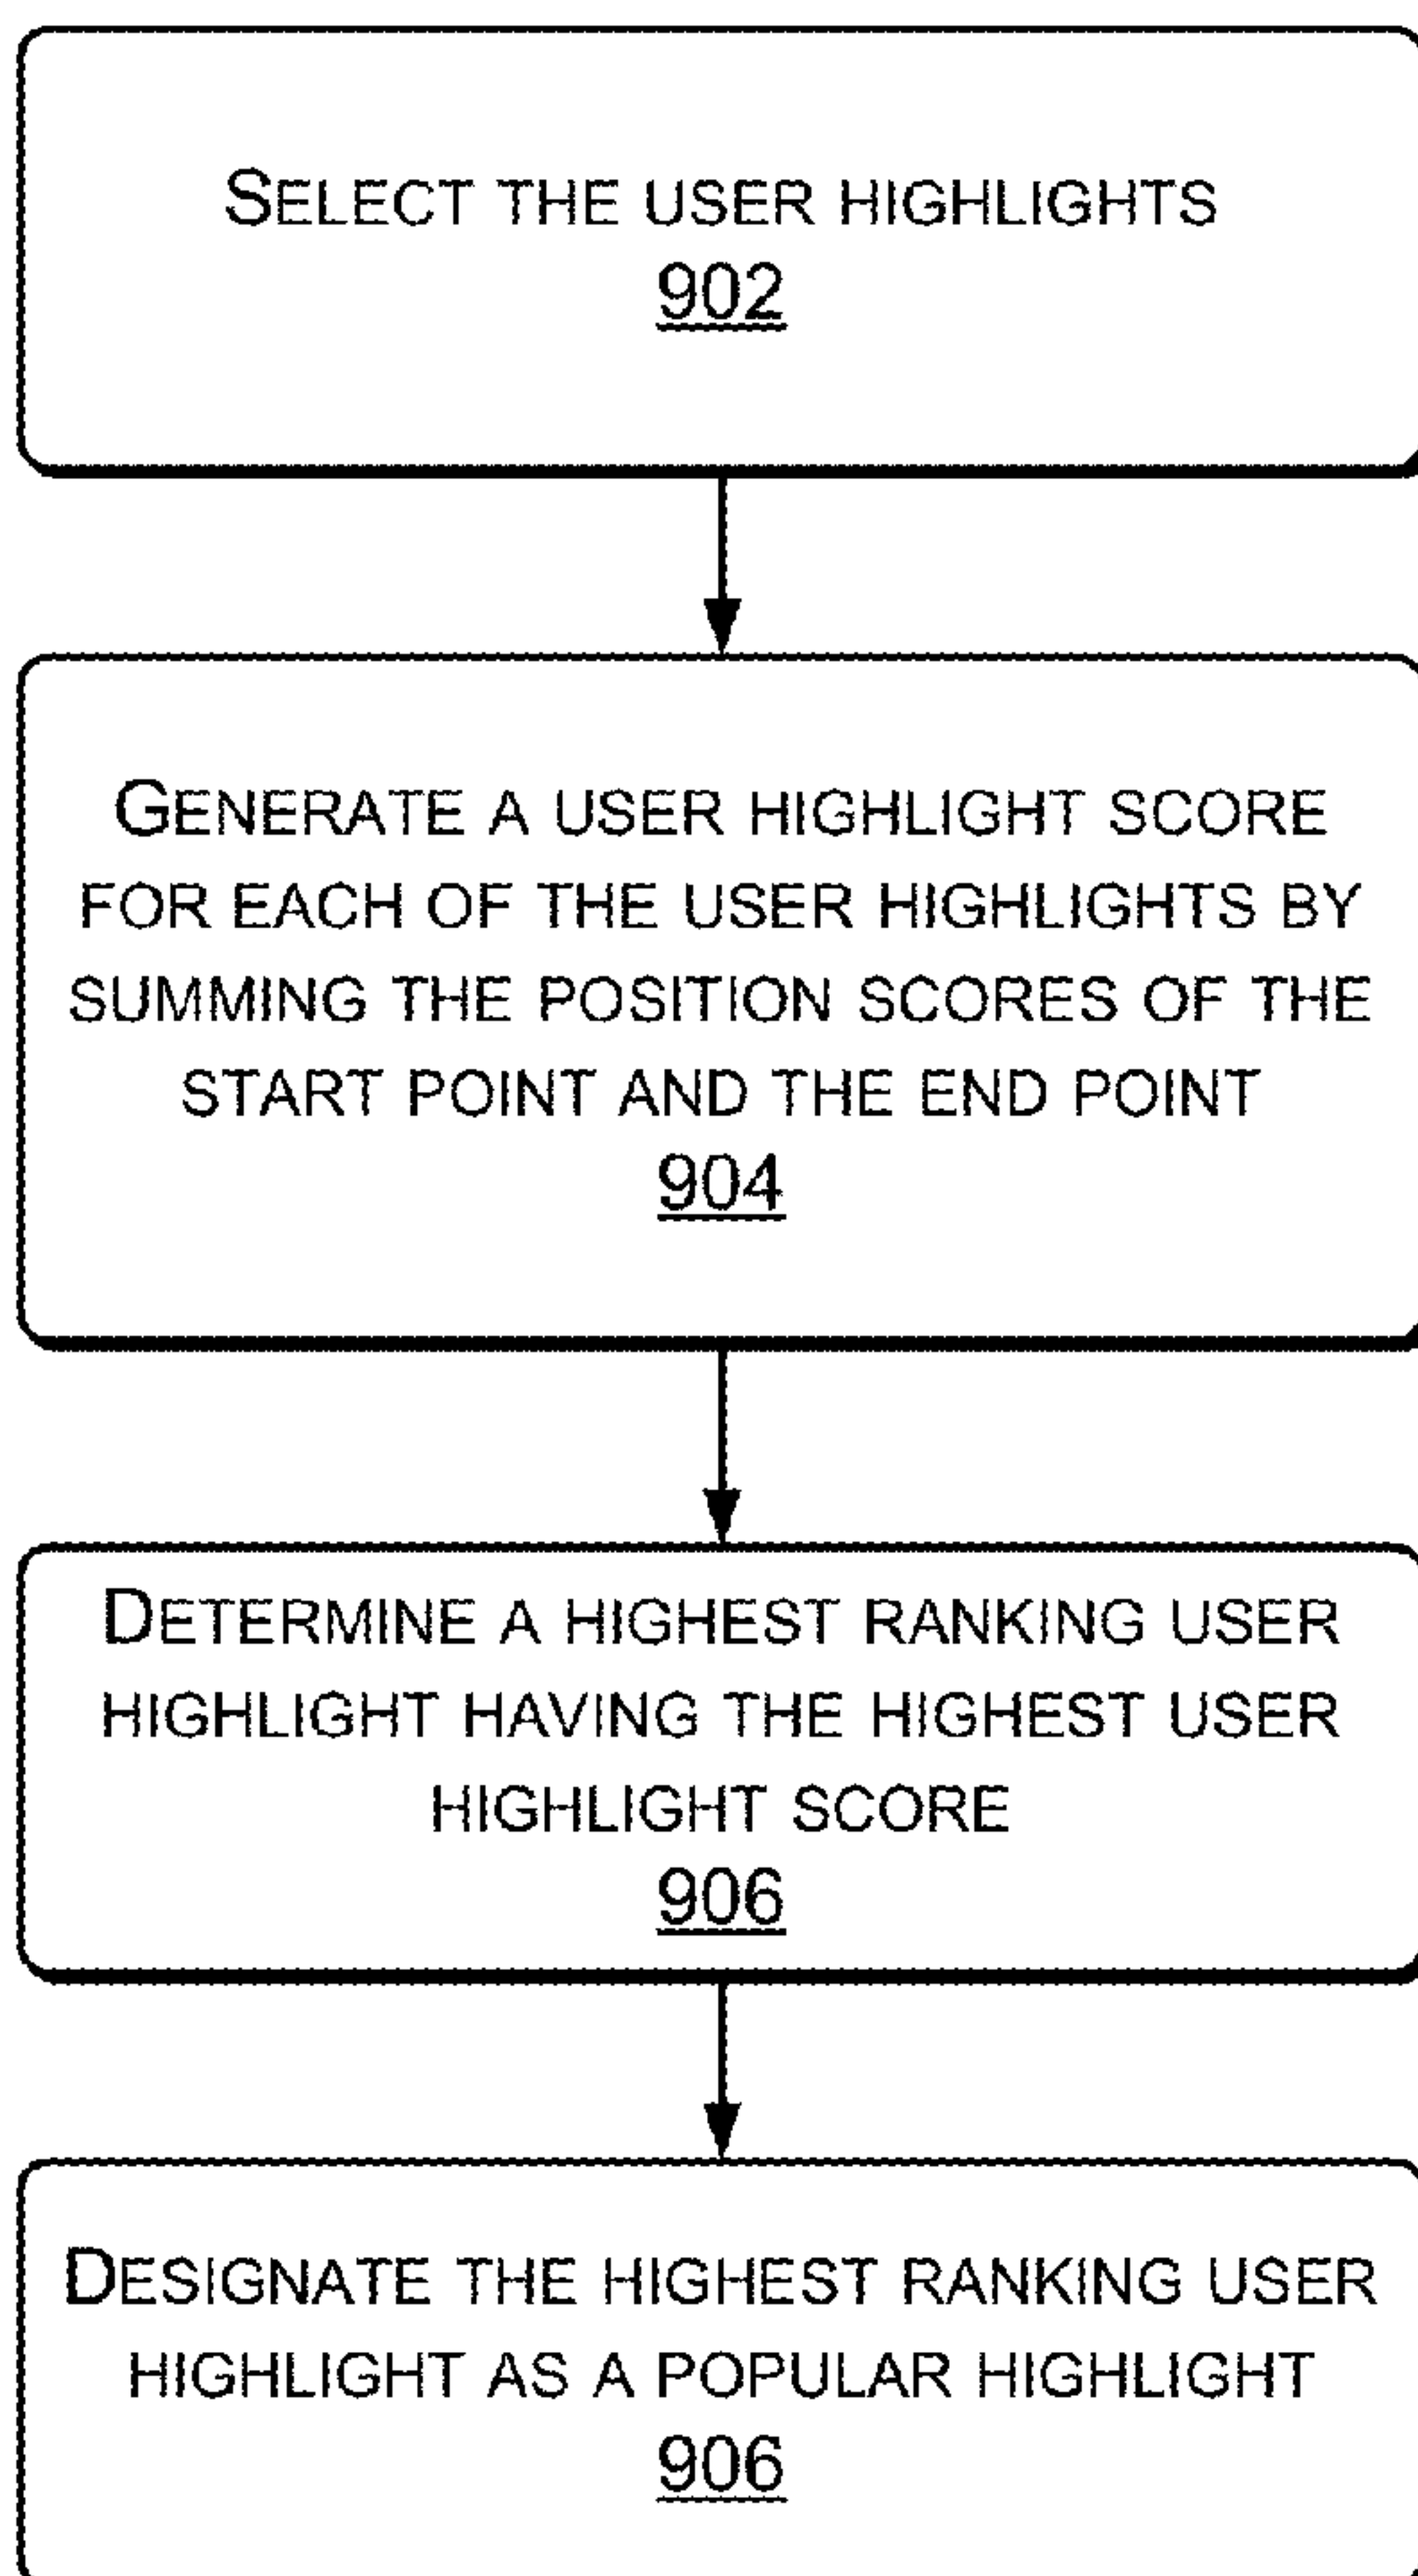 SELECT THE USER HIGHLIGHTS
902
GENERATE A USER HIGHLIGHT SCORE
FOR EACH OF THE USER HIGHLIGHTS BY
SUMMING THE POSITION SCORES OF THE
START POINT AND THE END POINT
904
DETERMINE A HIGHEST RANKING USER
HIGHLIGHT HAVING THE HIGHEST USER
HIGHLIGHT SCORE
906
DESIGNATE THE HIGHEST RANKING USER
HIGHLIGHT AS A POPULAR HIGHLIGHT
906